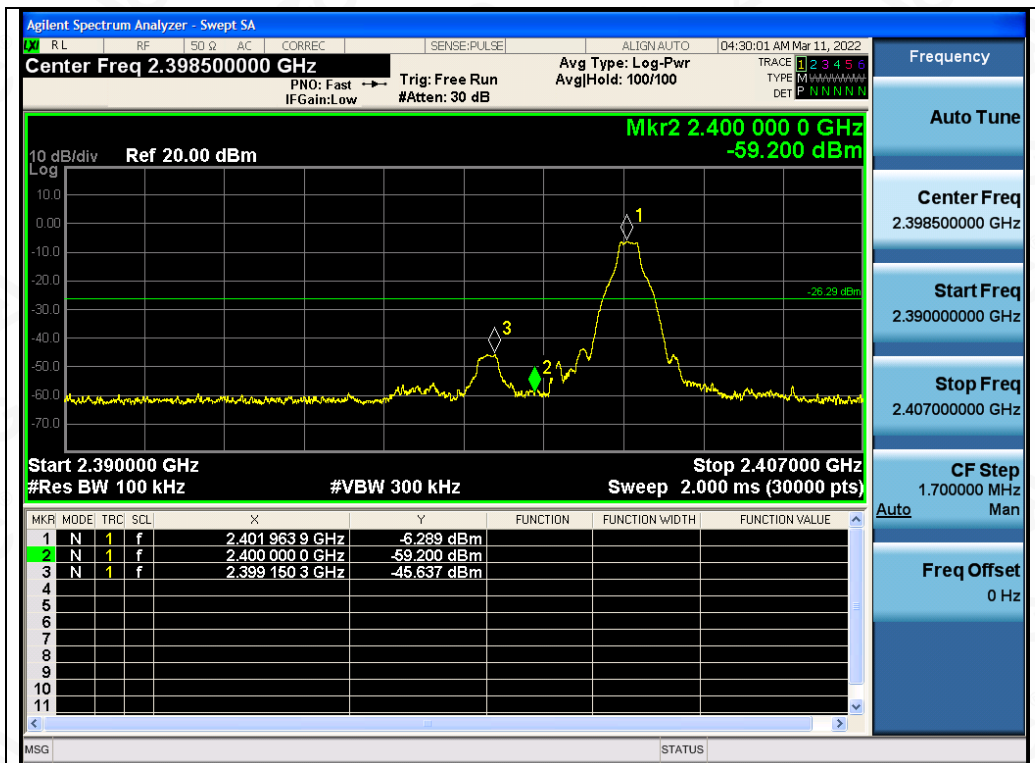 Agilent Spectrum Analyzer - Swept SA
LXI RL RF 50 Ω AC CORREC SENSE:PULSE ALIGN AUTO 04:30:01 AM Mar 11, 2022
Center Freq 2.398500000 GHz
PNO: Fast
IFGain:Low
Trig: Free Run
#Atten: 30 dB
Avg Type: Log-Pwr
Avg|Hold: 100/100
TRACE 1 2 3 4 5 6
TYPE M
DET P N N N N N
Mkr2 2.400 000 0 GHz
-59.200 dBm
10 dB/div Ref 20.00 dBm
Log
10.0
0.00
-10.0
-20.0
-30.0
-40.0
-50.0
-60.0
-70.0
1
-26.29 dBm
3
2
Start 2.390000 GHz Stop 2.407000 GHz
#Res BW 100 kHz #VBW 300 kHz Sweep 2.000 ms (30000 pts)
MKR MODE TRC SCL X Y FUNCTION FUNCTION WIDTH FUNCTION VALUE
1 N 1 f 2.401 963 9 GHz -6.289 dBm
2 N 1 f 2.400 000 0 GHz -59.200 dBm
3 N 1 f 2.399 150 3 GHz -45.637 dBm
4
5
6
7
8
9
10
11
MSG STATUS
Frequency
Auto Tune
Center Freq
2.398500000 GHz
Start Freq
2.390000000 GHz
Stop Freq
2.407000000 GHz
CF Step
1.700000 MHz
Auto Man
Freq Offset
0 Hz